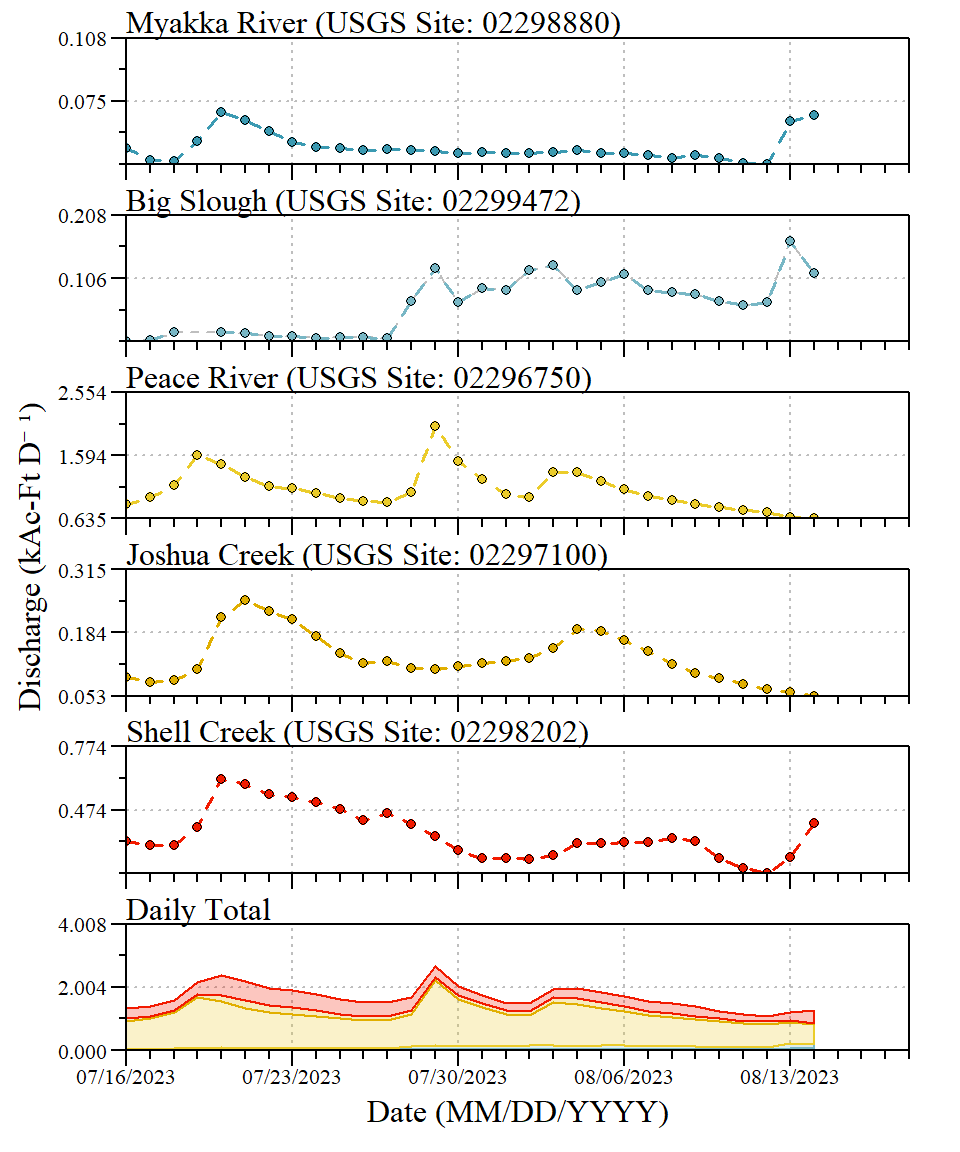 Myakka River (USGS Site: 02298880)
0.108
0.075
Big Slough (USGS Site: 02299472)
0.208
0.106
Peace River (USGS Site: 02296750)
2.554
1.594
0.635
Joshua Creek (USGS Site: 02297100)
0.315
0.184
0.053
Shell Creek (USGS Site: 02298202)
0.774
0.474
Daily Total
4.008
2.004
0.000
Discharge (kAc-Ft D⁻¹)
07/16/2023 07/23/2023 07/30/2023 08/06/2023 08/13/2023
Date (MM/DD/YYYY)